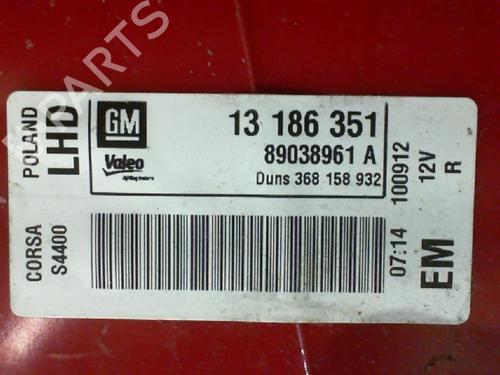 POLAND
LHD
GM
Valeo
13 186 351
89038961 A
Duns 368 158 932
100912
12V
R
CORSA
S4400
07:14
EM
PARTS